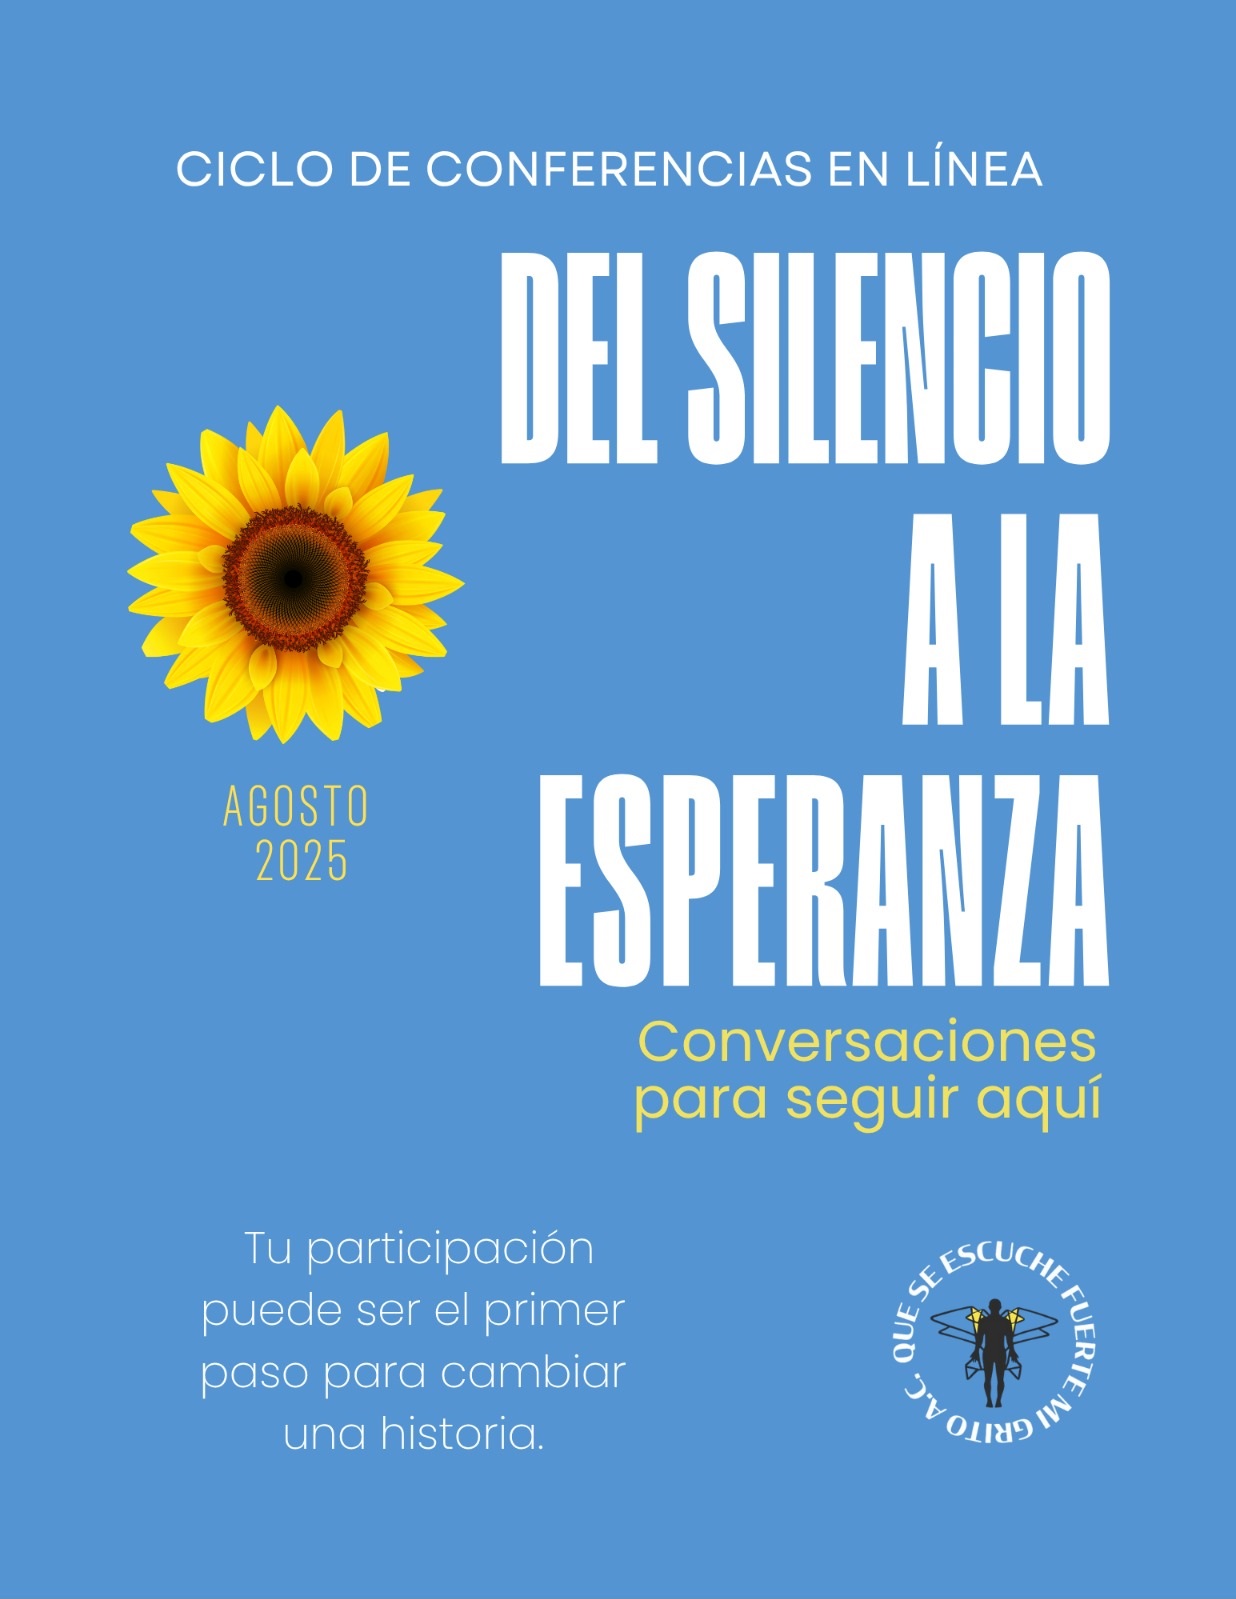 CICLO DE CONFERENCIAS EN LÍNEA
DEL SILENCIO
A LA
ESPERANZA
AGOSTO
2025
Conversaciones
para seguir aquí
Tu participación
puede ser el primer
paso para cambiar
una historia.
QUE SE ESCUCHE FUERTE MI GRITO A.C.